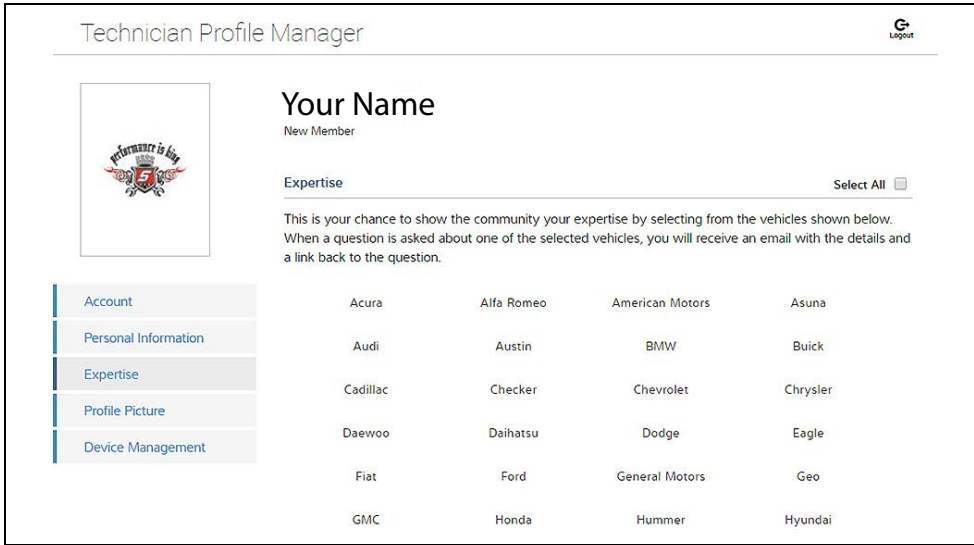 Technician Profile Manager
Logout
performance is king
5
Your Name
New Member
Expertise
Select All
This is your chance to show the community your expertise by selecting from the vehicles shown below.
When a question is asked about one of the selected vehicles, you will receive an email with the details and
a link back to the question.
Account
Personal Information
Expertise
Profile Picture
Device Management
Acura Alfa Romeo American Motors Asuna
Audi Austin BMW Buick
Cadillac Checker Chevrolet Chrysler
Daewoo Daihatsu Dodge Eagle
Fiat Ford General Motors Geo
GMC Honda Hummer Hyundai